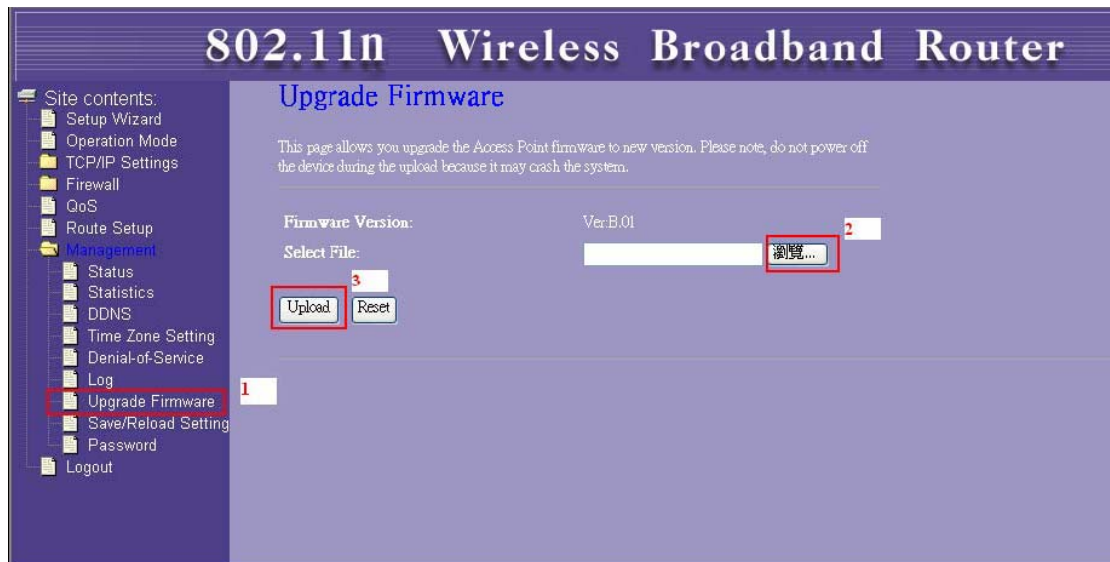 802.11n Wireless Broadband Router
Site contents:
Setup Wizard
Operation Mode
TCP/IP Settings
Firewall
QoS
Route Setup
Management
Status
Statistics
DDNS
Time Zone Setting
Denial-of-Service
Log
Upgrade Firmware
Save/Reload Setting
Password
Logout
1
Upgrade Firmware
This page allows you upgrade the Access Point firmware to new version. Please note, do not power off
the device during the upload because it may crash the system.
Firmware Version: Ver.B.01
2
Select File: 瀏覽...
3
Upload Reset